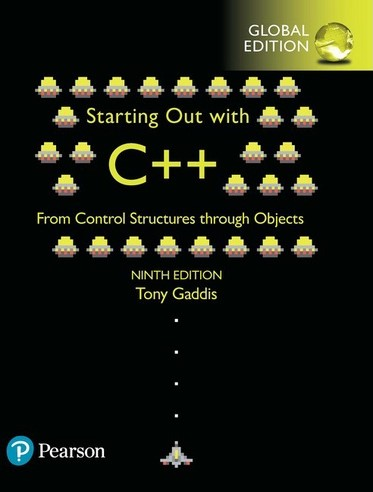 GLOBAL
EDITION
Starting Out with
C++
From Control Structures through Objects
NINTH EDITION
Tony Gaddis
P Pearson